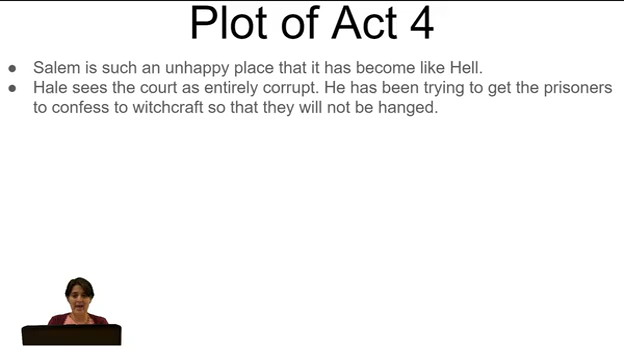 Plot of Act 4
● Salem is such an unhappy place that it has become like Hell.
● Hale sees the court as entirely corrupt. He has been trying to get the prisoners
to confess to witchcraft so that they will not be hanged.